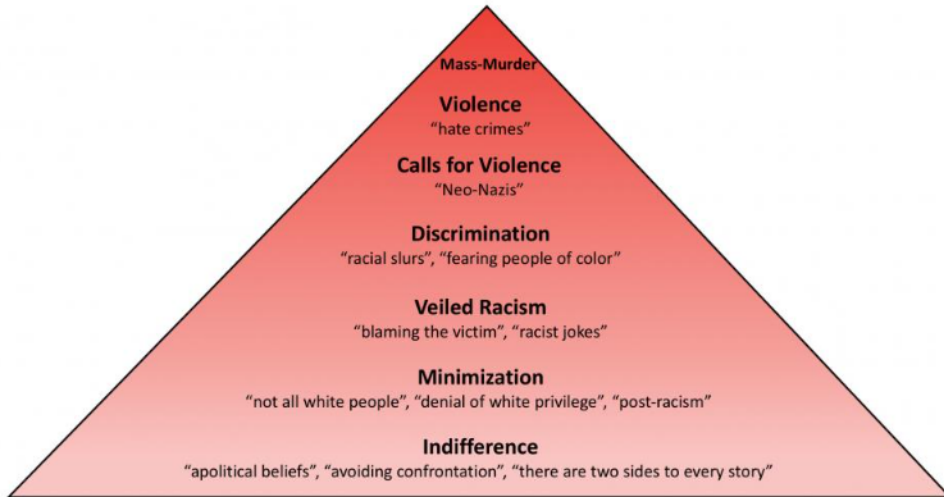 Mass-Murder
Violence
“hate crimes”
Calls for Violence
“Neo-Nazis”
Discrimination
“racial slurs”, “fearing people of color”
Veiled Racism
“blaming the victim”, “racist jokes”
Minimization
“not all white people”, “denial of white privilege”, “post-racism”
Indifference
“apolitical beliefs”, “avoiding confrontation”, “there are two sides to every story”